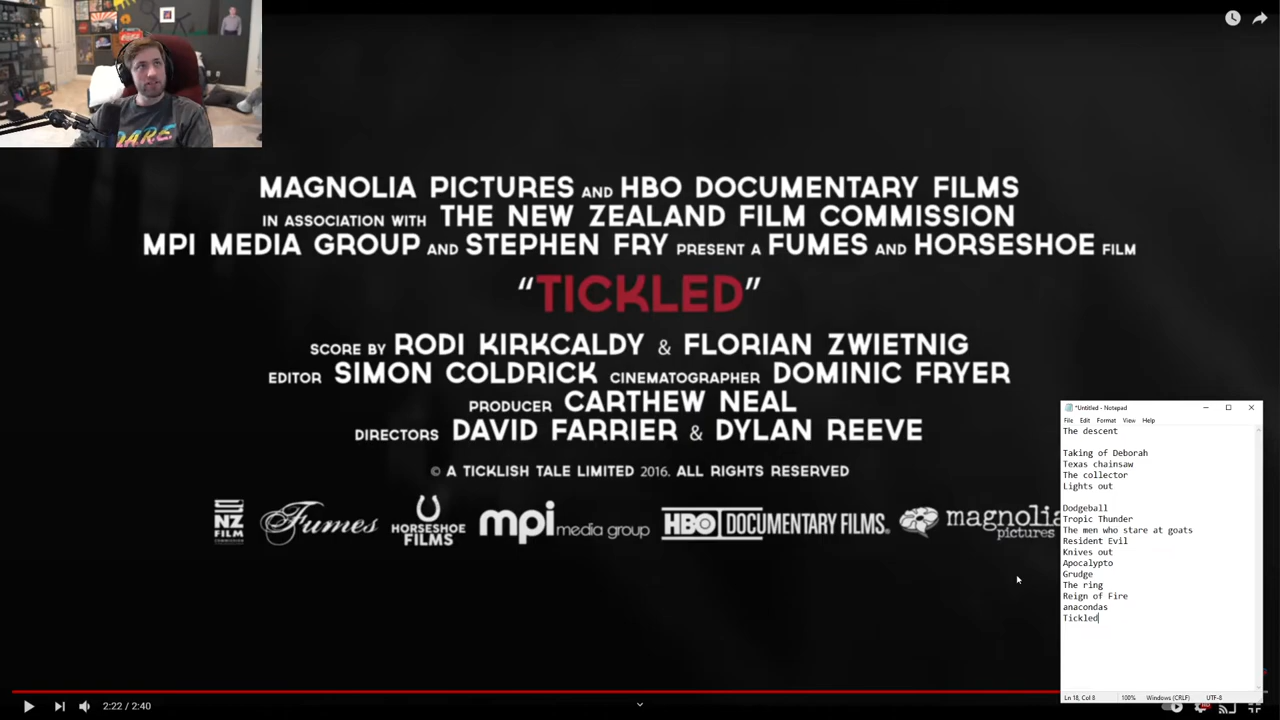 D.A.R.E.
MAGNOLIA PICTURES AND HBO DOCUMENTARY FILMS
IN ASSOCIATION WITH THE NEW ZEALAND FILM COMMISSION
MPI MEDIA GROUP AND STEPHEN FRY PRESENT A FUMES AND HORSESHOE FILM
“TICKLED”
SCORE BY RODI KIRKCALDY & FLORIAN ZWIETNIG
EDITOR SIMON COLDRICK CINEMATOGRAPHER DOMINIC FRYER
PRODUCER CARTHEW NEAL
DIRECTORS DAVID FARRIER & DYLAN REEVE
© A TICKLISH TALE LIMITED 2016. ALL RIGHTS RESERVED
NZ FILM
Fumes
HORSESHOE FILMS
mpi media group
HBO DOCUMENTARY FILMS®
magnolia pictures
*Untitled - Notepad
File Edit Format View Help
The descent
Taking of Deborah
Texas chainsaw
The collector
Lights out
Dodgeball
Tropic Thunder
The men who stare at goats
Resident Evil
Knives out
Apocalypto
Grudge
The ring
Reign of Fire
anacondas
Tickled
Ln 18, Col 8 100% Windows (CRLF) UTF-8
2:22 / 2:40